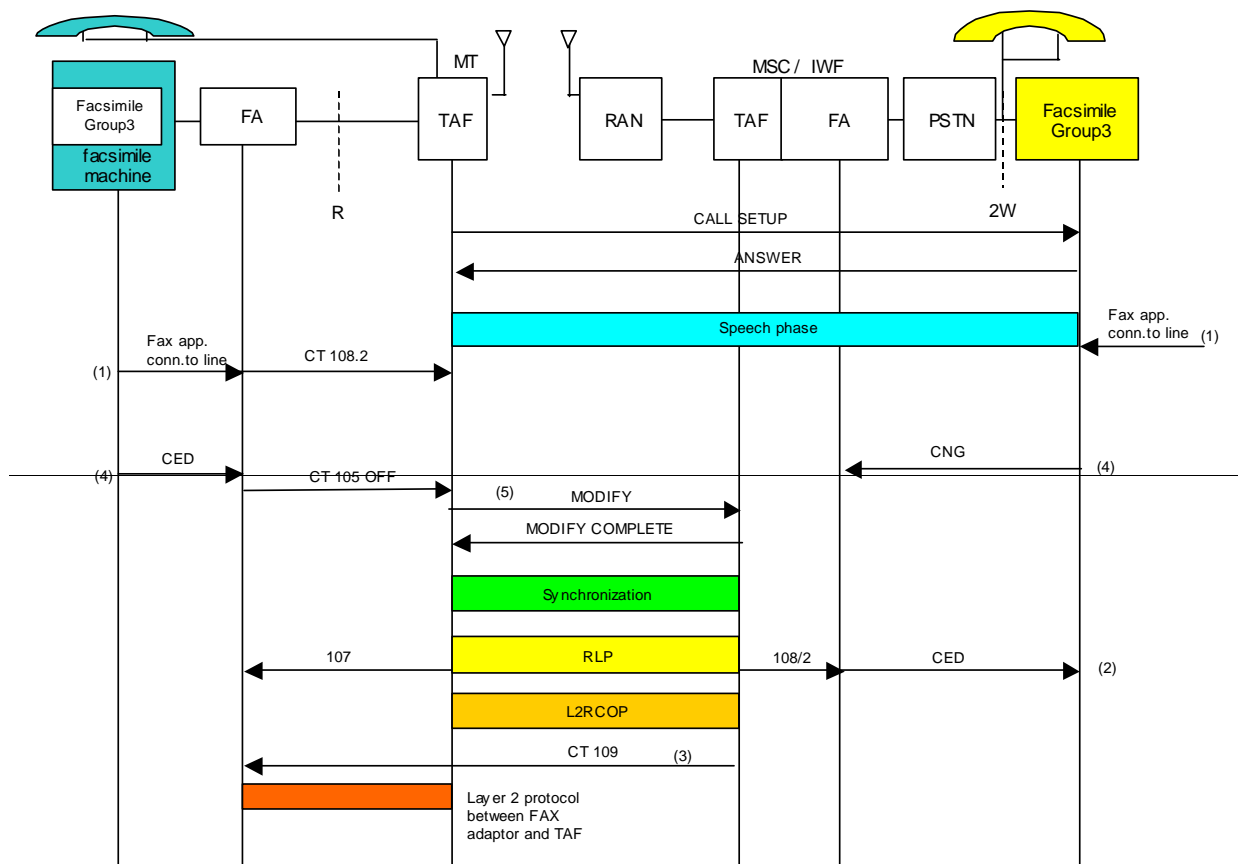 MT
MSC / IWF
Facsimile
Group3
facsimile
machine
FA
TAF
RAN
TAF
FA
PSTN
Facsimile
Group3
R
2W
CALL SETUP
ANSWER
Speech phase
Fax app.
conn.to line
(1)
Fax app.
conn.to line
(1)
CT 108.2
CED
(4)
CNG
(4)
CT 105 OFF
(5)
MODIFY
MODIFY COMPLETE
Synchronization
107
RLP
108/2
CED
(2)
L2RCOP
CT 109
(3)
Layer 2 protocol
between FAX
adaptor and TAF